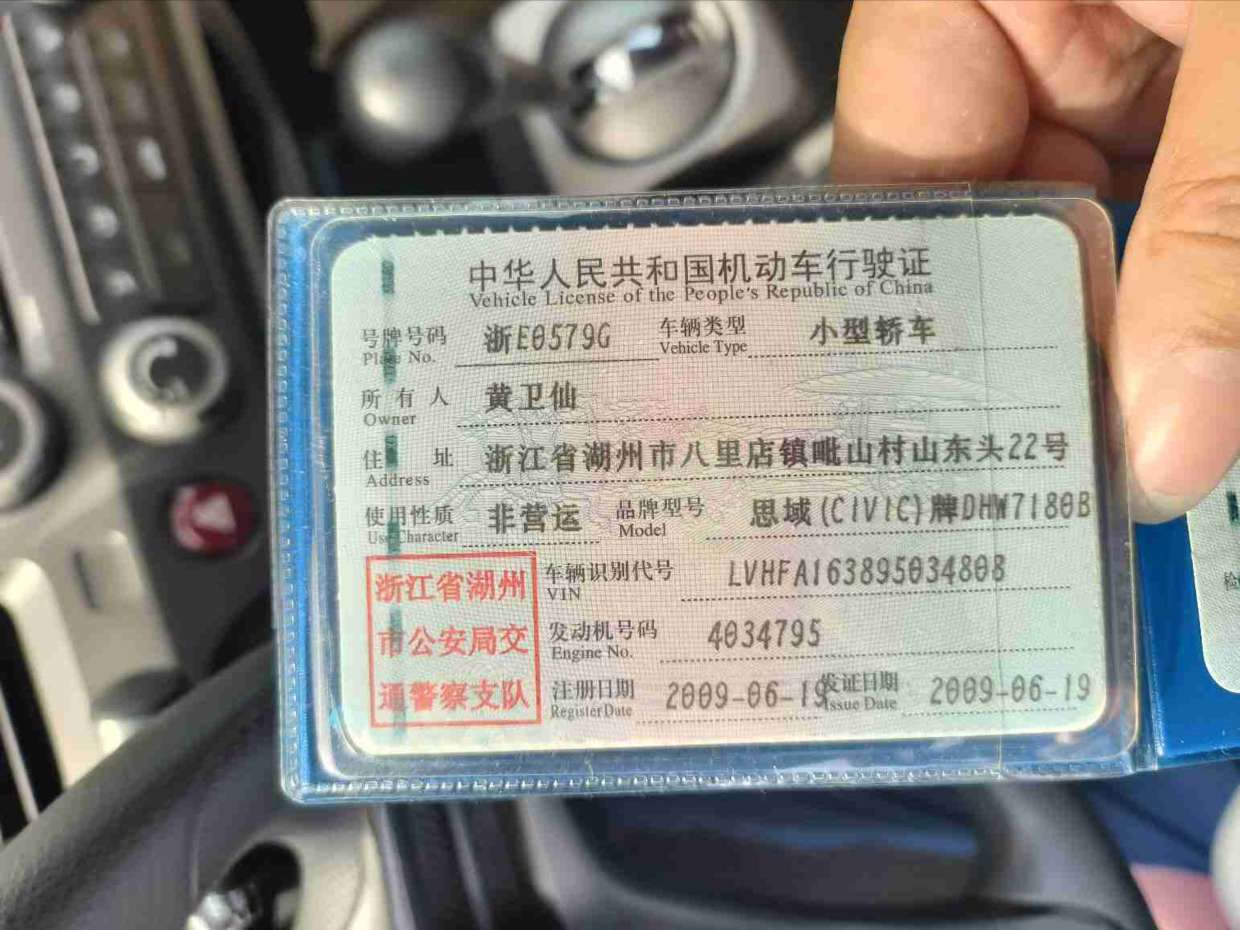 中华人民共和国机动车行驶证
Vehicle License of the People's Republic of China
号牌号码 浙E0579G 车辆类型 小型轿车
Plate No. Vehicle Type
所有人 黄卫仙
Owner
住址 浙江省湖州市八里店镇毗山村山东头22号
Address
使用性质 非营运 品牌型号 思域(CIVIC)牌DHW7180B
Use Character Model
浙江省湖州
市公安局交
通警察支队
车辆识别代号 LVHFA163895034808
VIN
发动机号码 4034795
Engine No.
注册日期 2009-06-19 发证日期 2009-06-19
Register Date Issue Date